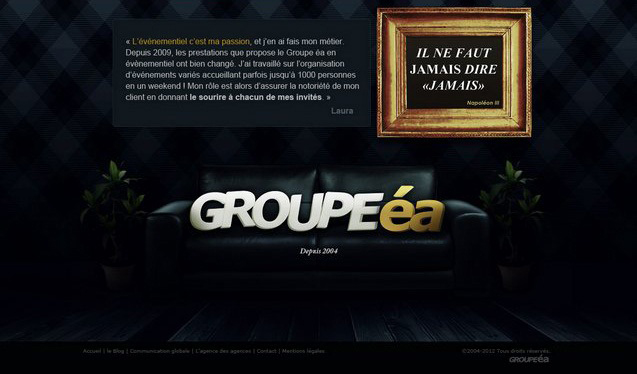 « L'événementiel c'est ma passion, et j'en ai fais mon métier.
Depuis 2009, les prestations que propose le Groupe éa en
évènementiel ont bien changé. J'ai travaillé sur l'organisation
d'événements variés accueillant parfois jusqu'à 1000 personnes
en un weekend ! Mon rôle est alors d'assurer la notoriété de mon
client en donnant le sourire à chacun de mes invités. »
Laura
IL NE FAUT
JAMAIS DIRE
«JAMAIS»
Napoléon III
GROUPEéa
Depuis 2004
Accueil | le Blog | Communication globale | L'agence des agences | Contact | Mentions légales
©2004-2012 Tous droits réservés.
GROUPEéa